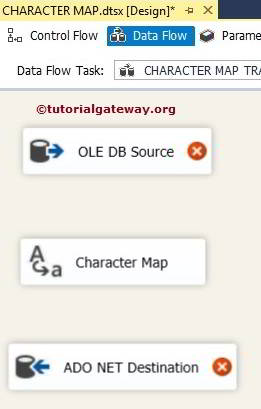 CHARACTER MAP.dtsx [Design]*
Control Flow Data Flow Parame
Data Flow Task: CHARACTER MAP TRA
©tutorialgateway.org
OLE DB Source
A
a
Character Map
ADO NET Destination